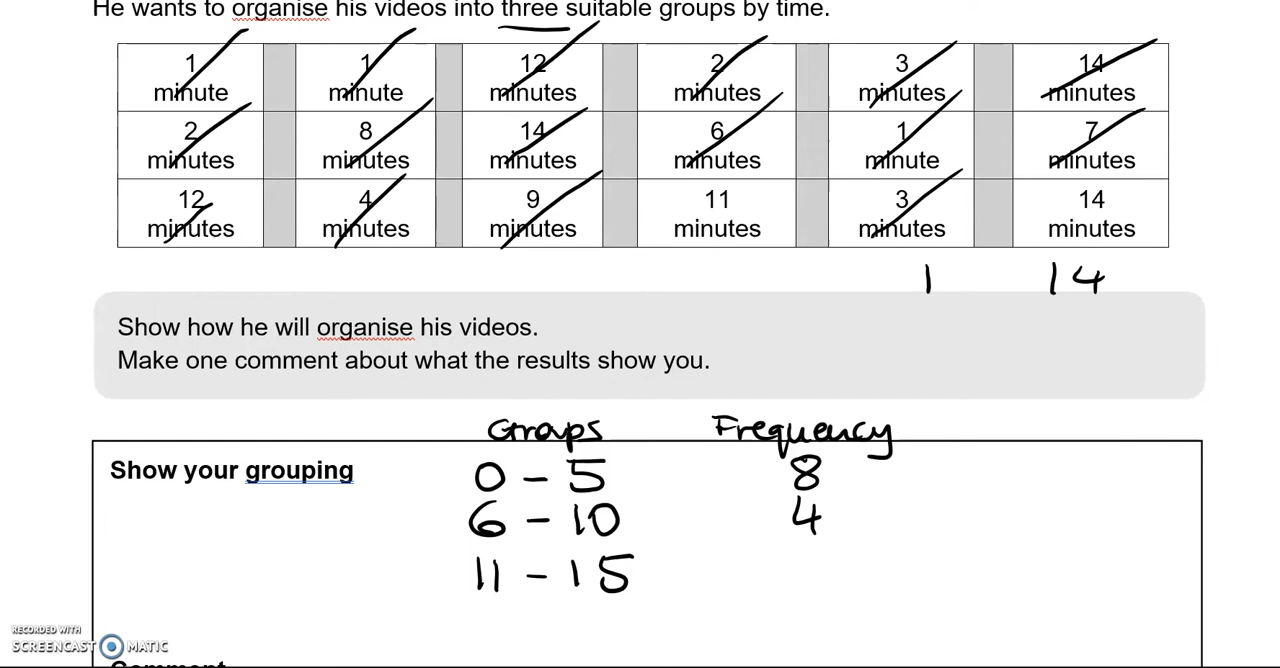 He wants to organise his videos into three suitable groups by time.
1 1 12 2 3 14
minute minute minutes minutes minutes minutes
2 8 14 6 1 7
minutes minutes minutes minutes minute minutes
12 4 9 11 3 14
minutes minutes minutes minutes minutes minutes
1 14
Show how he will organise his videos.
Make one comment about what the results show you.
Groups Frequency
Show your grouping 0 - 5 8
6 - 10 4
11 - 15
RECORDED WITH
SCREENCAST MATIC
Comment